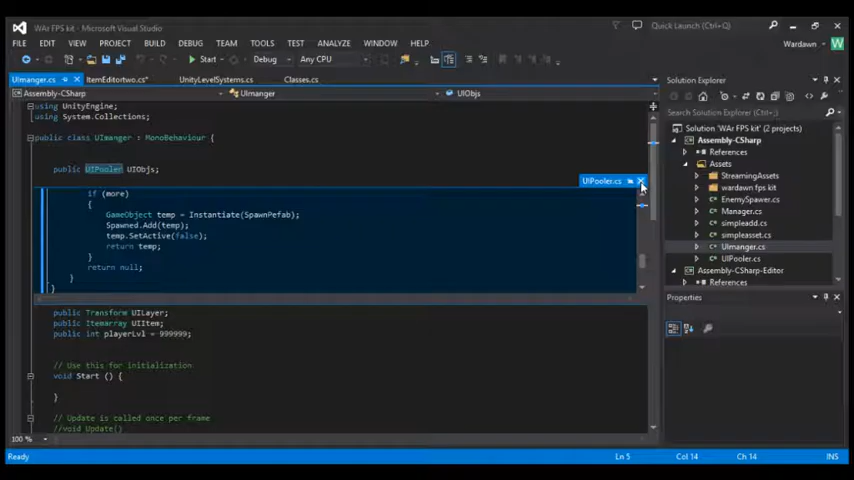 WAr FPS kit - Microsoft Visual Studio
Quick Launch (Ctrl+Q)
FILE EDIT VIEW PROJECT BUILD DEBUG TEAM TOOLS TEST ANALYZE WINDOW HELP
Wardawn W
Start Debug Any CPU
UImanger.cs ItemEditortwo.cs* UnityLevelSystems.cs Classes.cs
Assembly-CSharp UImanger UIObjs
using UnityEngine;
using System.Collections;
public class UImanger : MonoBehaviour {
public UIPooler UIObjs;
UIPooler.cs
if (more)
{
GameObject temp = Instantiate(SpawnPefab);
Spawned.Add(temp);
temp.SetActive(false);
return temp;
}
return null;
}
}
public Transform UILayer;
public Itemarray UIItem;
public int playerLvl = 999999;
// Use this for initialization
void Start () {
}
// Update is called once per frame
//void Update()
100 %
Solution Explorer
Search Solution Explorer (Ctrl+;)
Solution 'WAr FPS kit' (2 projects)
Assembly-CSharp
References
Assets
StreamingAssets
wardawn fps kit
EnemySpawer.cs
Manager.cs
simpleadd.cs
simpleasset.cs
UImanger.cs
UIPooler.cs
Assembly-CSharp-Editor
References
Properties
Ready Ln 5 Col 14 Ch 14 INS